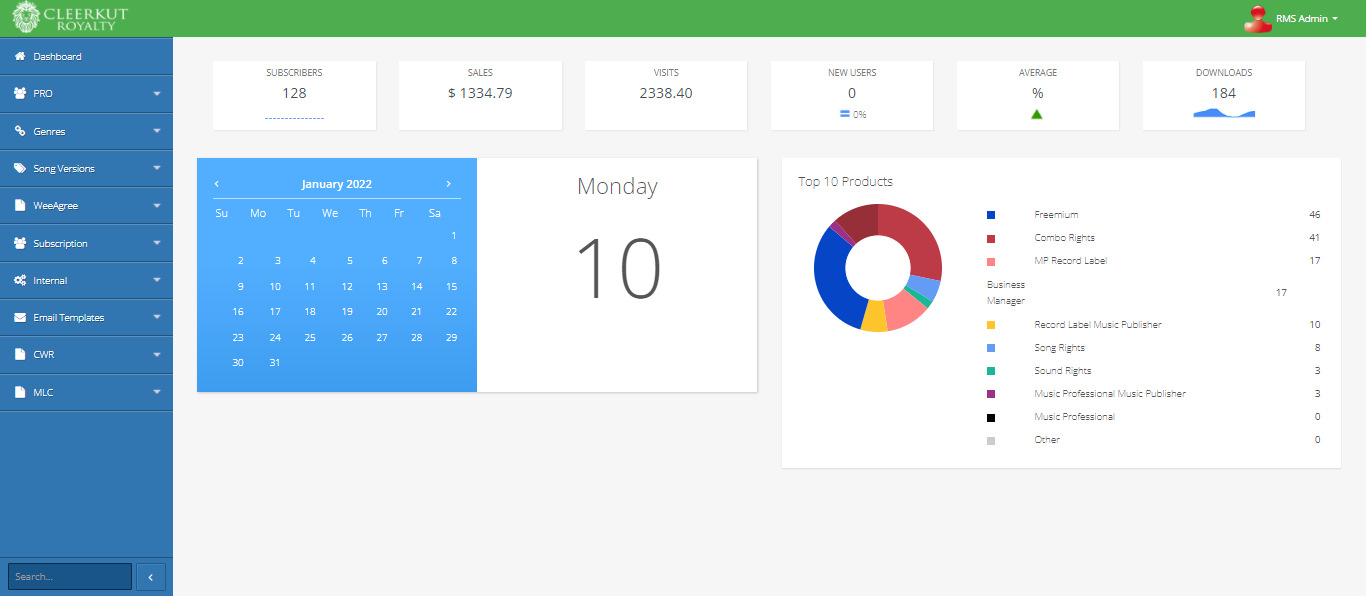 CLEERKUT
ROYALTY
RMS Admin
Dashboard
PRO
Genres
Song Versions
WeeAgree
Subscription
Internal
Email Templates
CWR
MLC
Search...
SUBSCRIBERS
128
SALES
$ 1334.79
VISITS
2338.40
NEW USERS
0
0%
AVERAGE
%
DOWNLOADS
184
January 2022
Su Mo Tu We Th Fr Sa
1
2 3 4 5 6 7 8
9 10 11 12 13 14 15
16 17 18 19 20 21 22
23 24 25 26 27 28 29
30 31
Monday
10
Top 10 Products
Freemium 46
Combo Rights 41
MP Record Label 17
Business
Manager 17
Record Label Music Publisher 10
Song Rights 8
Sound Rights 3
Music Professional Music Publisher 3
Music Professional 0
Other 0